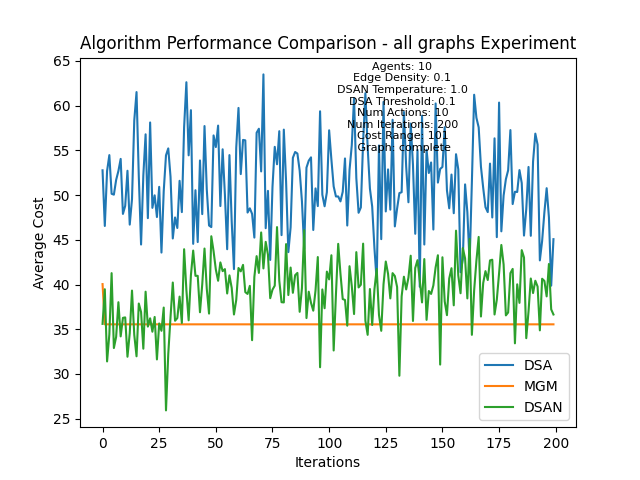 Algorithm Performance Comparison - all graphs Experiment
Agents: 10
Edge Density: 0.1
DSAN Temperature: 1.0
DSA Threshold: 0.1
Num Actions: 10
Num Iterations: 200
Cost Range: 101
Graph: complete
Average Cost
65
60
55
50
45
40
35
30
25
0
25
50
75
100
125
150
175
200
Iterations
DSA
MGM
DSAN